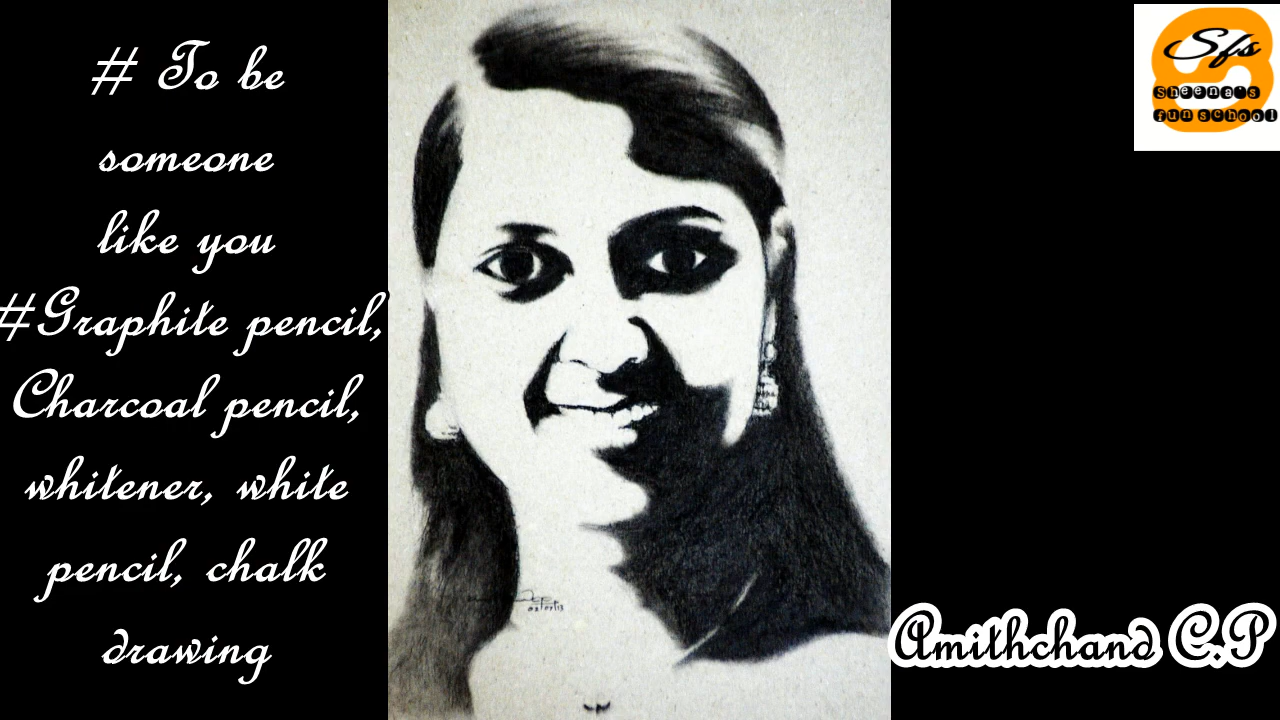 # To be
someone
like you
#Graphite pencil,
Charcoal pencil,
whitener, white
pencil, chalk
drawing
Sfs
Sheena's
fun school
Amithchand C.P